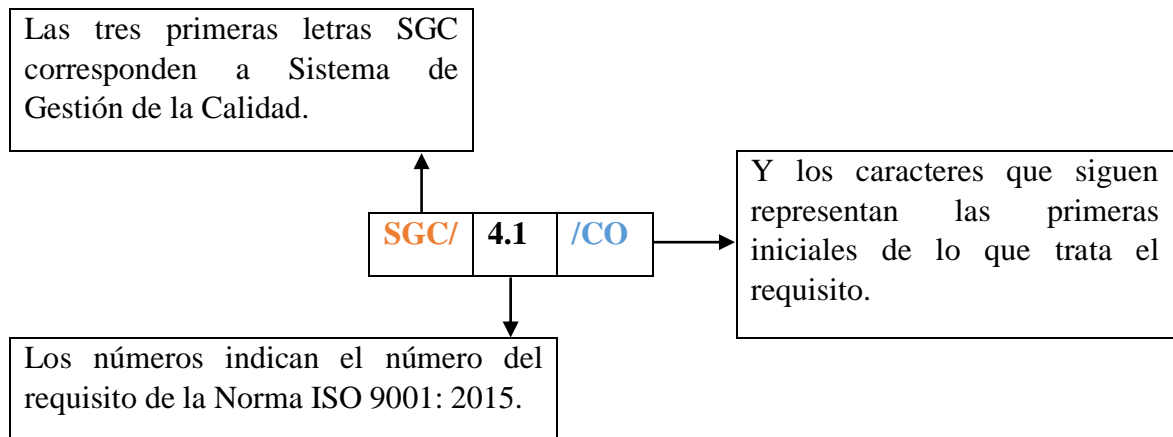 Las tres primeras letras SGC
corresponden a Sistema de
Gestión de la Calidad.
SGC/ 4.1 /CO
Y los caracteres que siguen
representan las primeras
iniciales de lo que trata el
requisito.
Los números indican el número del
requisito de la Norma ISO 9001: 2015.